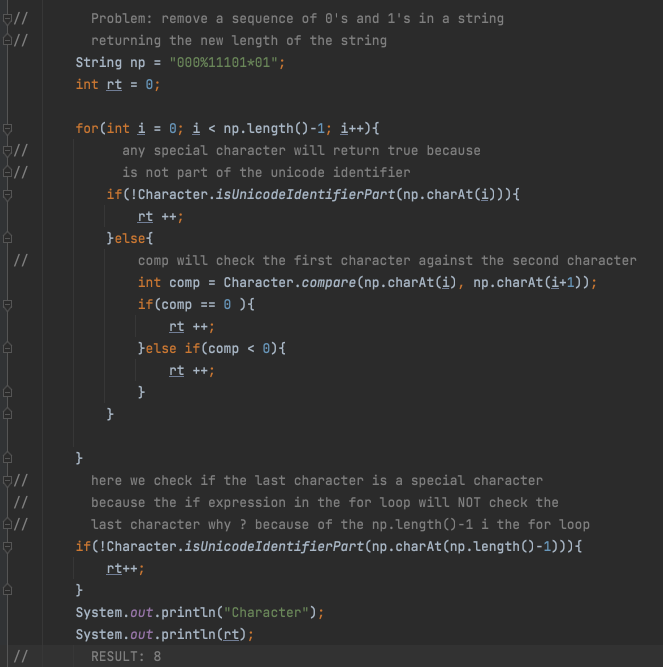 //        Problem: remove a sequence of 0's and 1's in a string
//        returning the new length of the string
        String np = "000%11101*01";
        int rt = 0;

        for(int i = 0; i < np.length()-1; i++){
//            any special character will return true because
//            is not part of the unicode identifier
            if(!Character.isUnicodeIdentifierPart(np.charAt(i))){
                rt ++;
            }else{
//                comp will check the first character against the second character
                int comp = Character.compare(np.charAt(i), np.charAt(i+1));
                if(comp == 0 ){
                    rt ++;
                }else if(comp < 0){
                    rt ++;
                }
            }

        }
//        here we check if the last character is a special character
//        because the if expression in the for loop will NOT check the
//        last character why ? because of the np.length()-1 i the for loop
        if(!Character.isUnicodeIdentifierPart(np.charAt(np.length()-1))){
            rt++;
        }
        System.out.println("Character");
        System.out.println(rt);
//        RESULT: 8